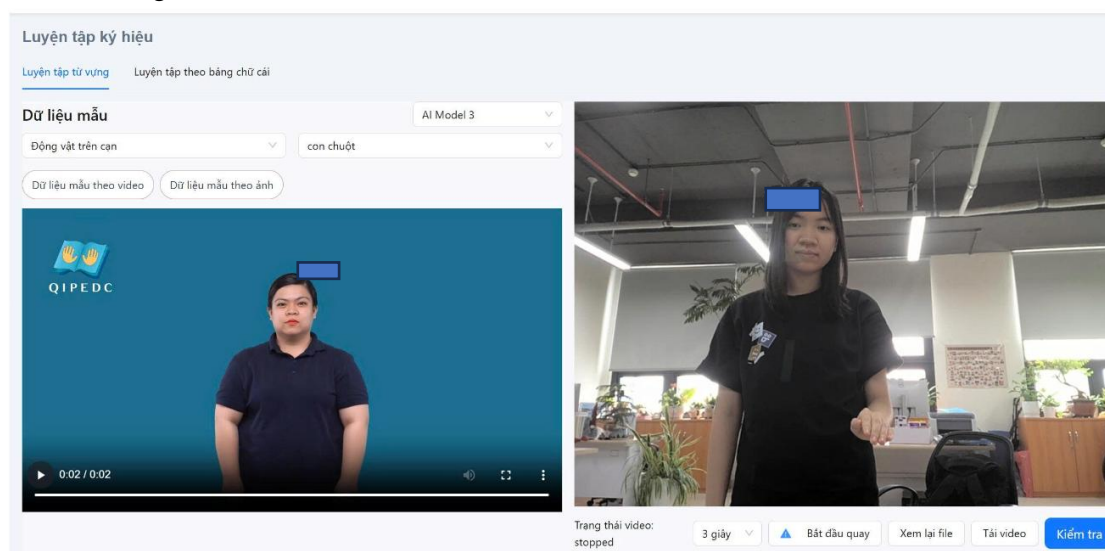 Luyện tập ký hiệu
Luyện tập từ vựng Luyện tập theo bảng chữ cái
Dữ liệu mẫu AI Model 3
Động vật trên cạn con chuột
Dữ liệu mẫu theo video Dữ liệu mẫu theo ảnh
QIPEDC
0:02 / 0:02
Trạng thái video:
stopped
3 giây Bắt đầu quay Xem lại file Tải video Kiểm tra